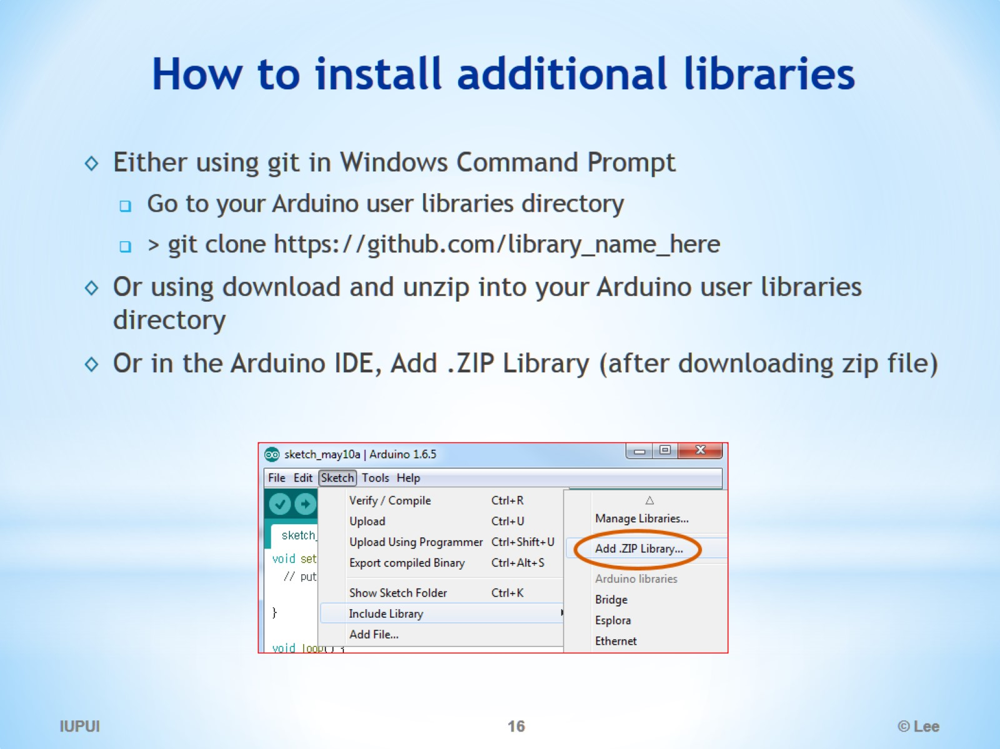 How to install additional libraries
Either using git in Windows Command Prompt
Go to your Arduino user libraries directory
> git clone https://github.com/library_name_here
Or using download and unzip into your Arduino user libraries
directory
Or in the Arduino IDE, Add .ZIP Library (after downloading zip file)
sketch_may10a | Arduino 1.6.5
File Edit Sketch Tools Help
Verify / Compile Ctrl+R
Upload Ctrl+U
Upload Using Programmer Ctrl+Shift+U
Export compiled Binary Ctrl+Alt+S
Show Sketch Folder Ctrl+K
Include Library
Add File...
Manage Libraries...
Add .ZIP Library...
Arduino libraries
Bridge
Esplora
Ethernet
sketch_
void set
// put
}
void loop() {
IUPUI
16
© Lee